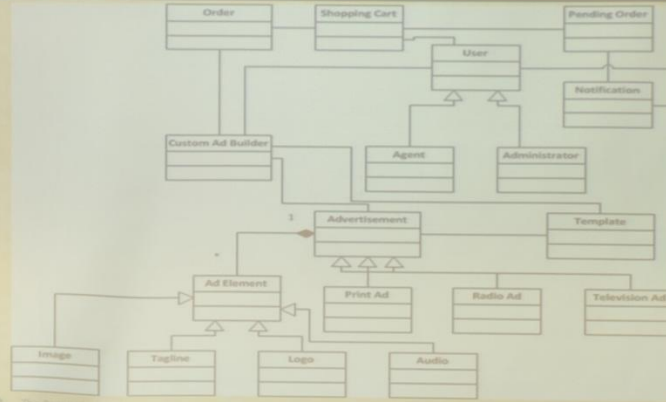 Order
Shopping Cart
Pending Order
User
Notification
Custom Ad Builder
Agent
Administrator
1
Advertisement
Template
*
Ad Element
Print Ad
Radio Ad
Television Ad
Image
Tagline
Logo
Audio